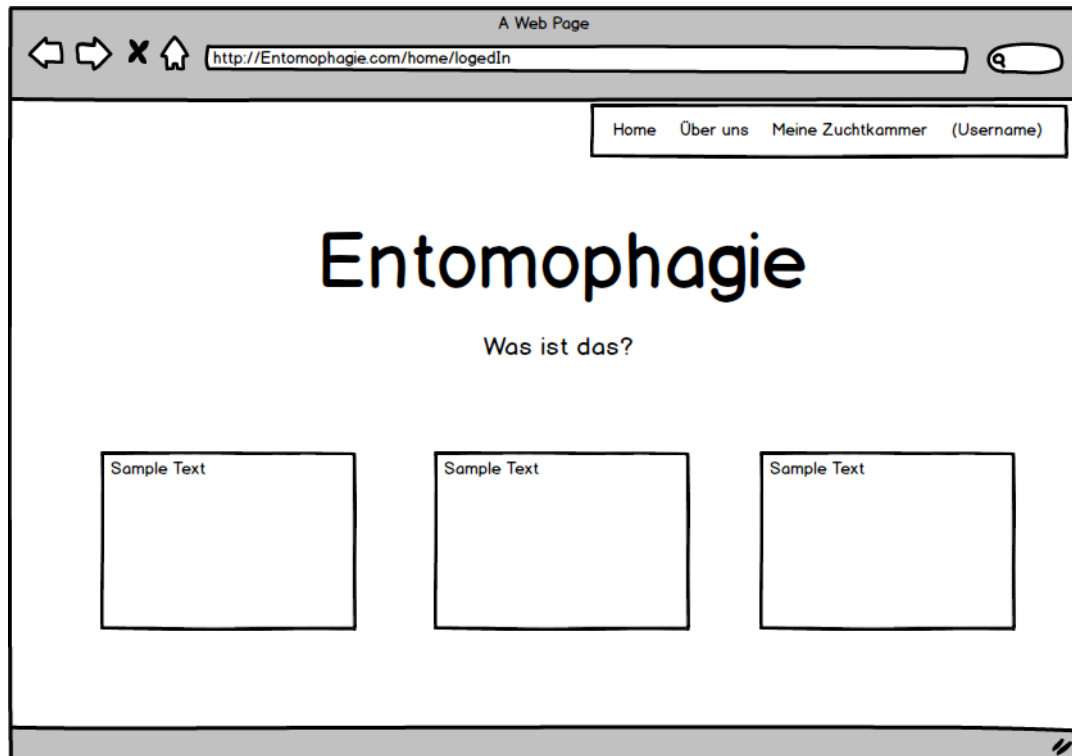 A Web Page
http://Entomophagie.com/home/logedIn
Home Über uns Meine Zuchtkammer (Username)
Entomophagie
Was ist das?
Sample Text Sample Text Sample Text